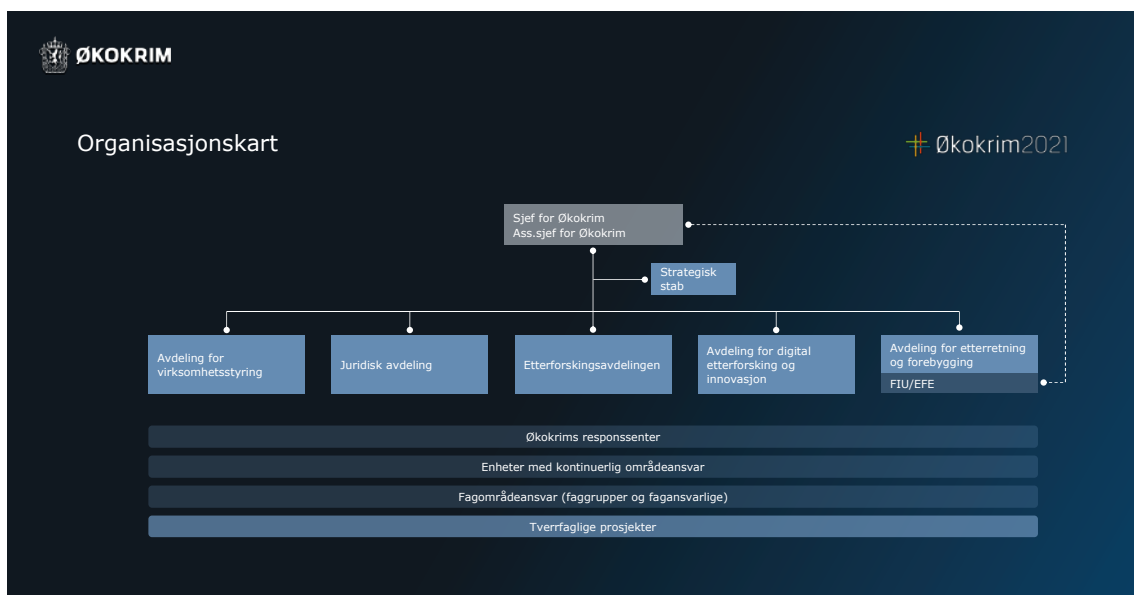 ØKOKRIM
Organisasjonskart
Økokrim2021
Sjef for Økokrim
Ass.sjef for Økokrim
Strategisk
stab
Avdeling for
virksomhetsstyring
Juridisk avdeling
Etterforskingsavdelingen
Avdeling for digital
etterforsking og
innovasjon
Avdeling for etterretning
og forebygging
FIU/EFE
Økokrims responssenter
Enheter med kontinuerlig områdeansvar
Fagområdeansvar (faggrupper og fagansvarlige)
Tverrfaglige prosjekter